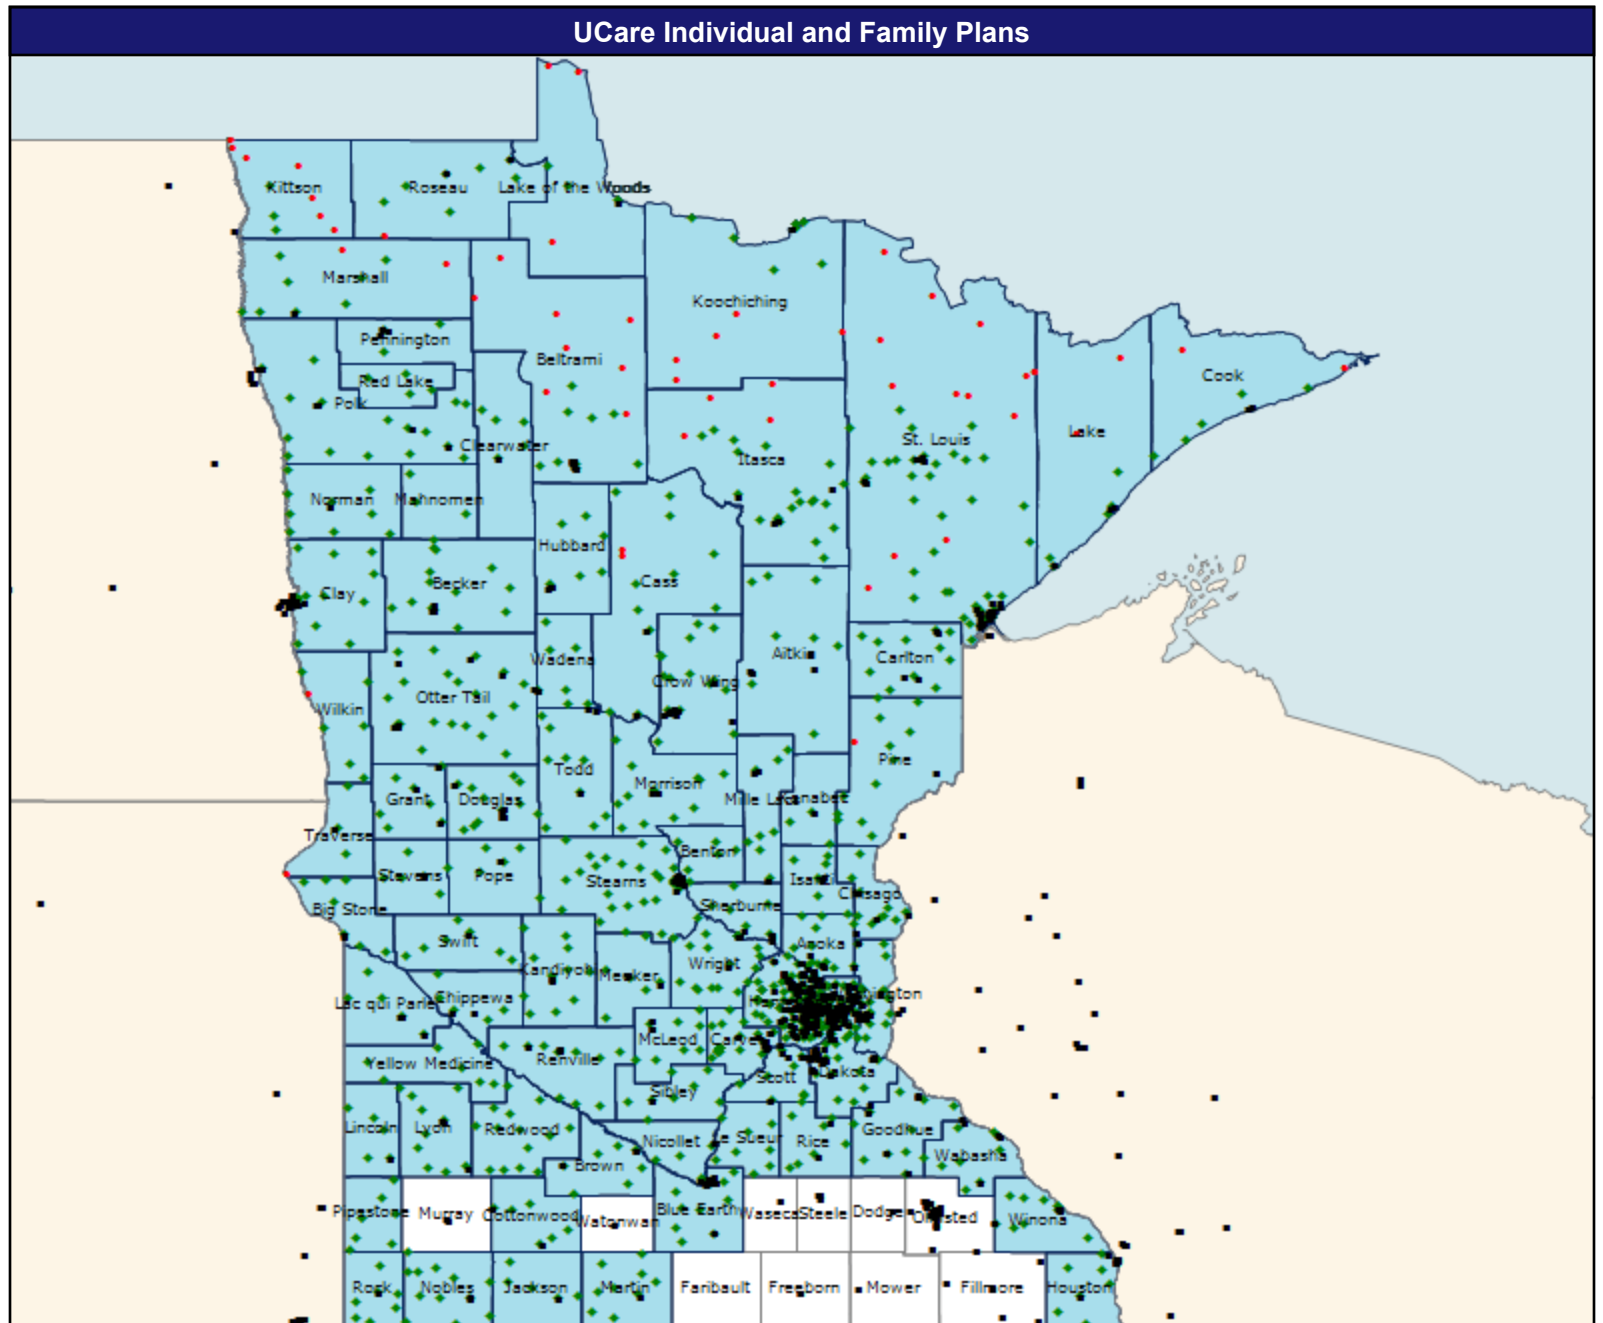 UCare Individual and Family Plans
Kittson
Roseau
Lake of the Woods
Marshall
Koochiching
Pennington
Beltrami
Red Lake
Polk
Cook
Clearwater
St. Louis
Lake
Itasca
Norman
Mahnomen
Hubbard
Clay
Becker
Cass
Wadena
Aitkin
Carlton
Crow Wing
Otter Tail
Wilkin
Pine
Todd
Morrison
Grant
Douglas
Mille Lacs
Kanabec
Traverse
Benton
Stevens
Pope
Stearns
Isanti
Chisago
Sherburne
Big Stone
Swift
Anoka
Wright
Kandiyohi
Meeker
Chippewa
Lac qui Parle
McLeod
Carver
Renville
Yellow Medicine
Scott
Dakota
Sibley
Lincoln
Lyon
Redwood
Nicollet
Le Sueur
Rice
Goodhue
Wabasha
Brown
Pipestone
Murray
Cottonwood
Watonwan
Blue Earth
Waseca
Steele
Dodge
Olmsted
Winona
Rock
Nobles
Jackson
Martin
Faribault
Freeborn
Mower
Fillmore
Houston